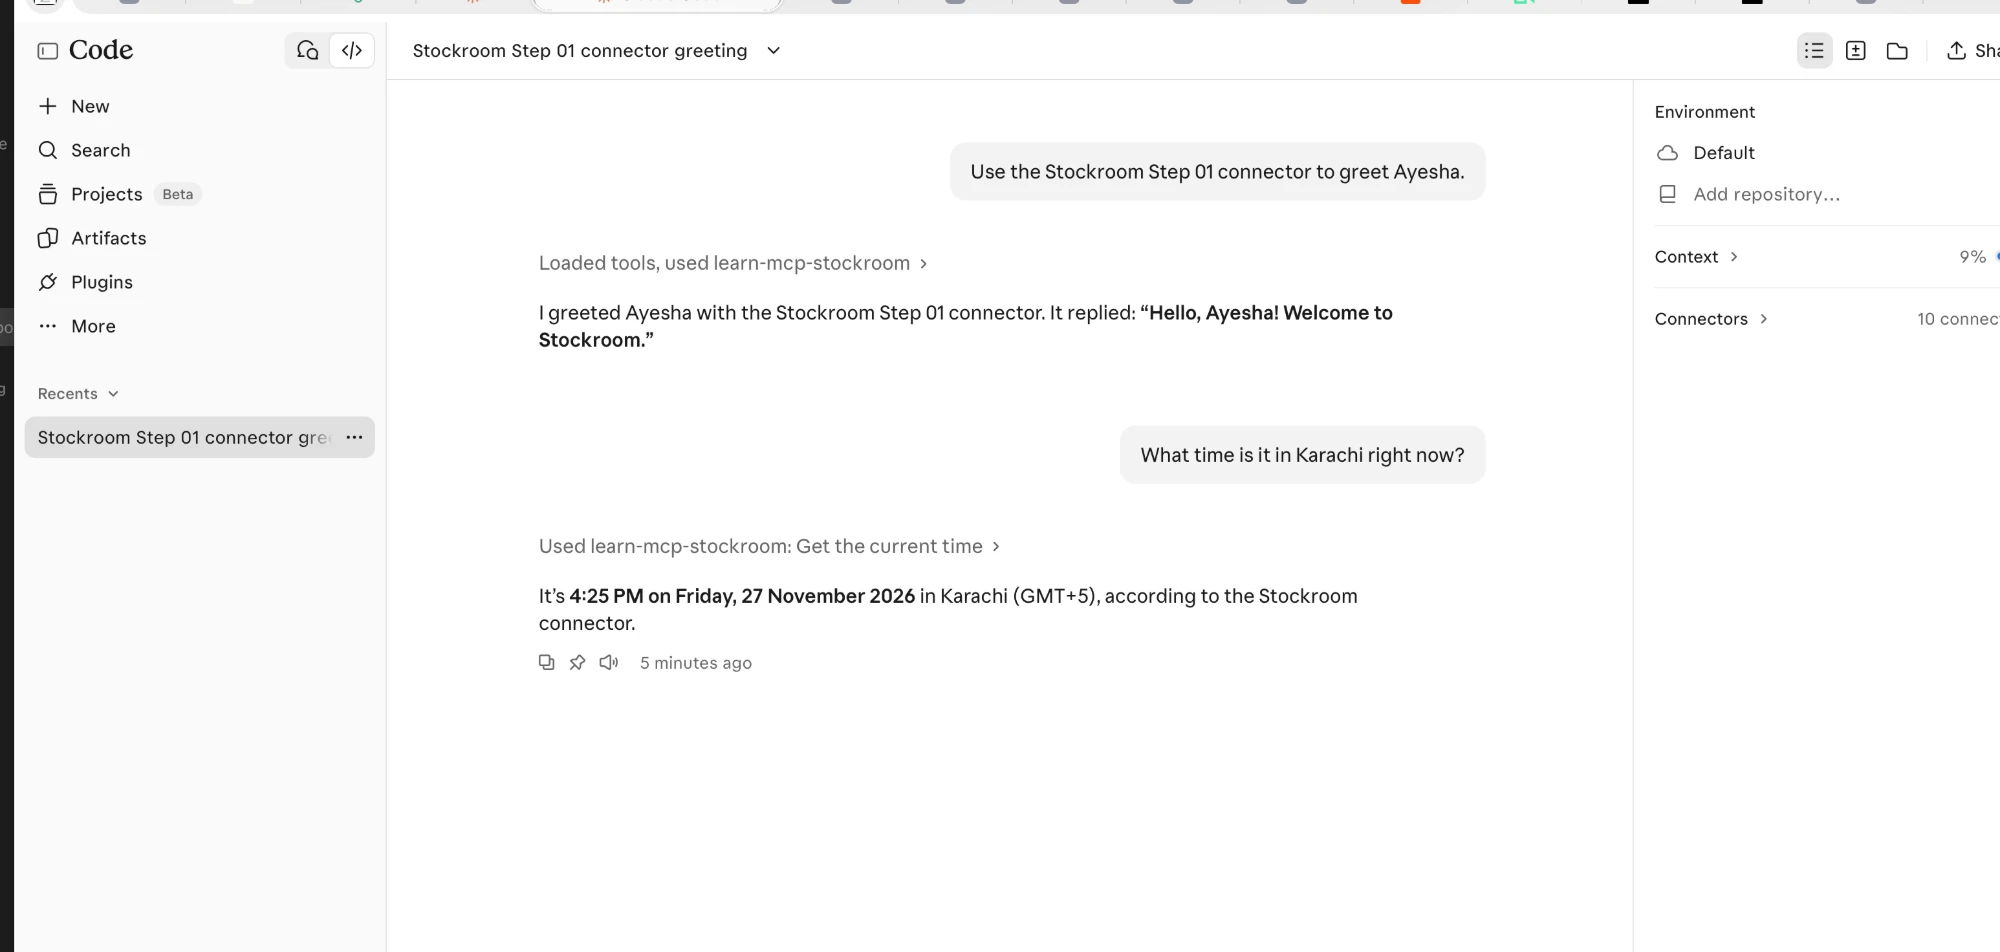 Code
Stockroom Step 01 connector greeting
New
Search
Projects Beta
Artifacts
Plugins
More
Recents
Stockroom Step 01 connector gre
Use the Stockroom Step 01 connector to greet Ayesha.
Loaded tools, used learn-mcp-stockroom
I greeted Ayesha with the Stockroom Step 01 connector. It replied: “Hello, Ayesha! Welcome to
Stockroom.”
What time is it in Karachi right now?
Used learn-mcp-stockroom: Get the current time
It’s 4:25 PM on Friday, 27 November 2026 in Karachi (GMT+5), according to the Stockroom
connector.
5 minutes ago
Environment
Default
Add repository...
Context 9%
Connectors 10 connec